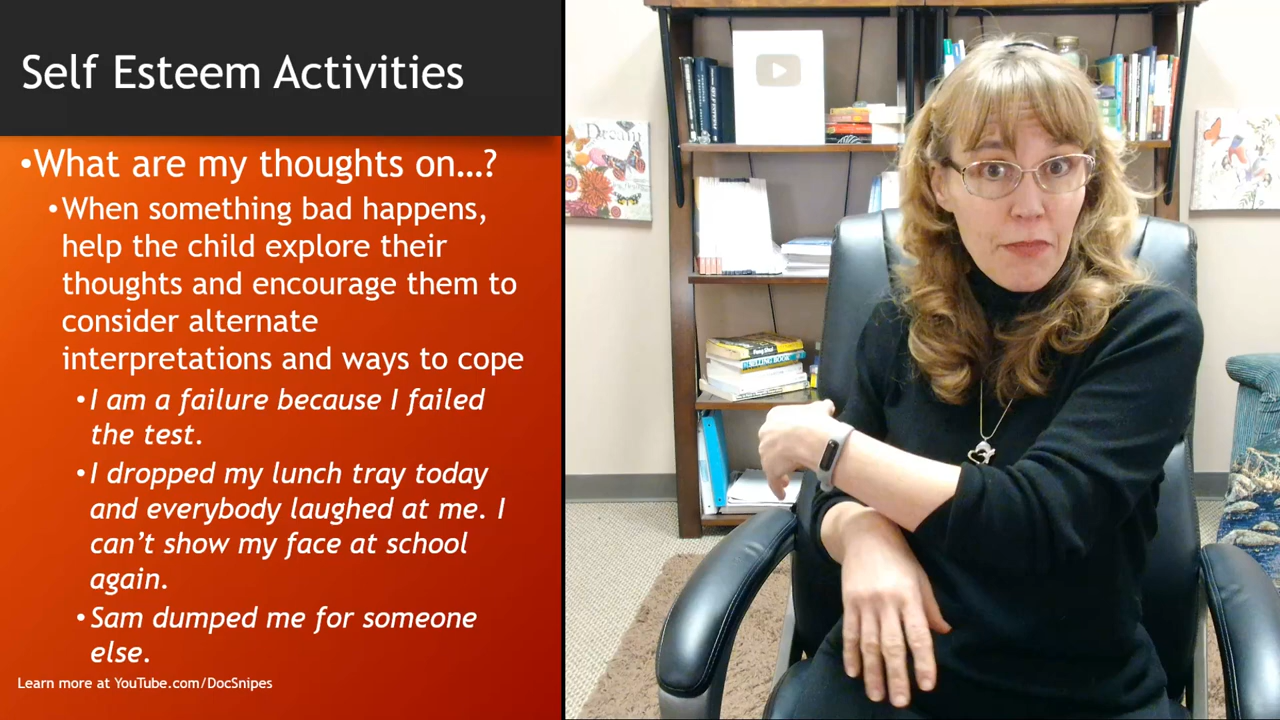 Self Esteem Activities
•What are my thoughts on…?
•When something bad happens,
help the child explore their
thoughts and encourage them to
consider alternate
interpretations and ways to cope
•I am a failure because I failed
the test.
•I dropped my lunch tray today
and everybody laughed at me. I
can’t show my face at school
again.
•Sam dumped me for someone
else.
Learn more at YouTube.com/DocSnipes
Dream